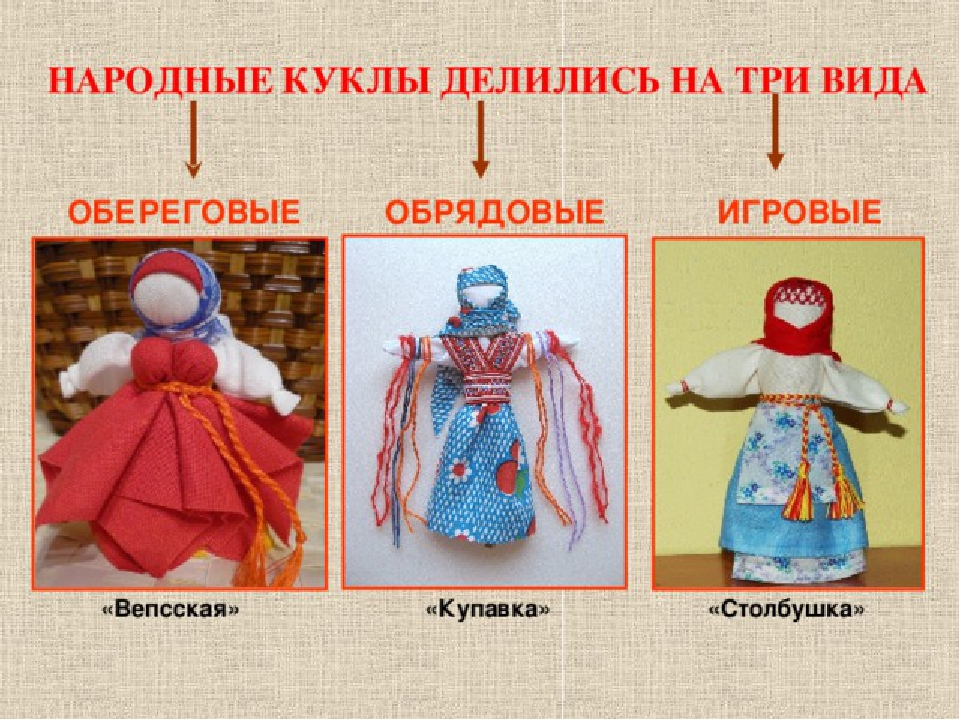 НАРОДНЫЕ КУКЛЫ ДЕЛИЛИСЬ НА ТРИ ВИДА
ОБЕРЕГОВЫЕ ОБРЯДОВЫЕ ИГРОВЫЕ
«Вепсская» «Купавка» «Столбушка»